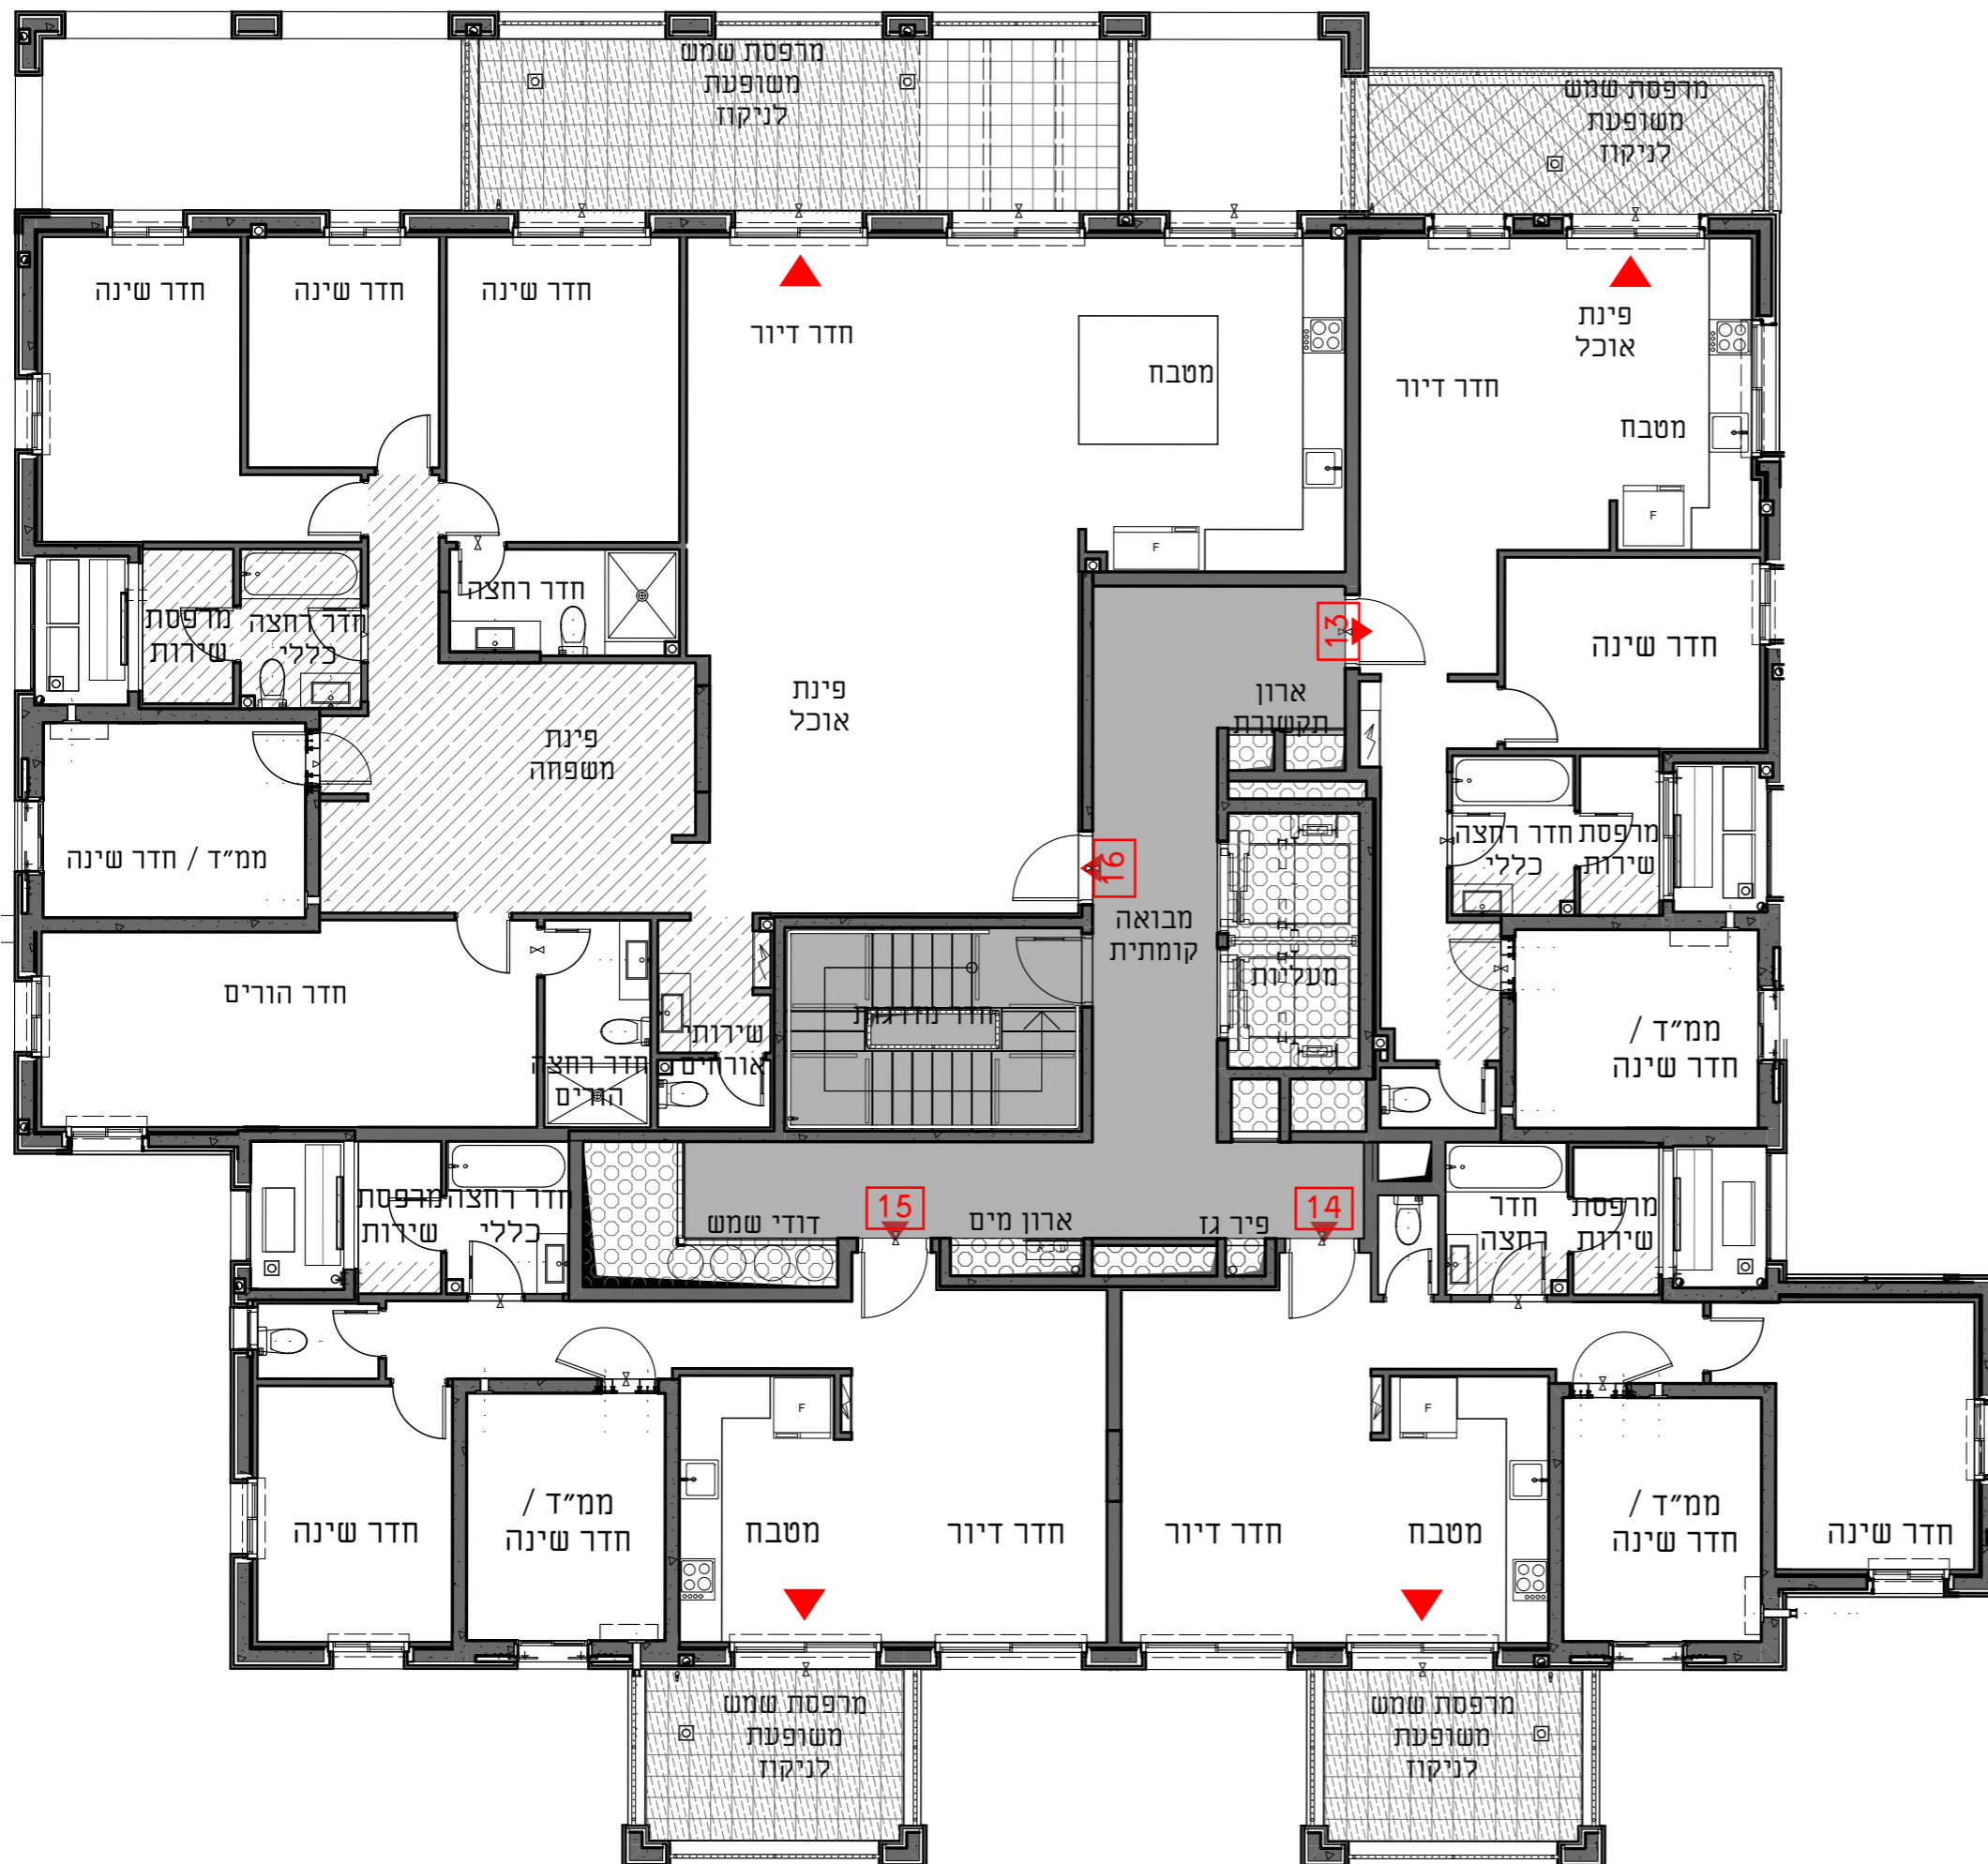 מרפסת שמש
משופעת
לניקוז
מרפסת שמש
משופעת
לניקוז
חדר שינה
חדר שינה
חדר שינה
חדר דיור
מטבח
פינת
אוכל
חדר דיור
מטבח
F
F
חדר רחצה
מרפסת
שירות
חדר רחצה
כללי
13
חדר שינה
פינת
אוכל
ארון
תקשורת
פינת
משפחה
ממ״ד / חדר שינה
16
מבואה
קומתית
מעליות
חדר רחצה
כללי
מרפסת
שירות
חדר הורים
חדר רחצה
הורים
שירותי
אורחים
חדר מדרגות
ממ״ד /
חדר שינה
מרפסת
שירות
חדר רחצה
כללי
דודי שמש
15
ארון מים
פיר גז
14
חדר
רחצה
מרפסת
שירות
F
F
חדר שינה
ממ״ד /
חדר שינה
מטבח
חדר דיור
חדר דיור
מטבח
ממ״ד /
חדר שינה
חדר שינה
מרפסת שמש
משופעת
לניקוז
מרפסת שמש
משופעת
לניקוז